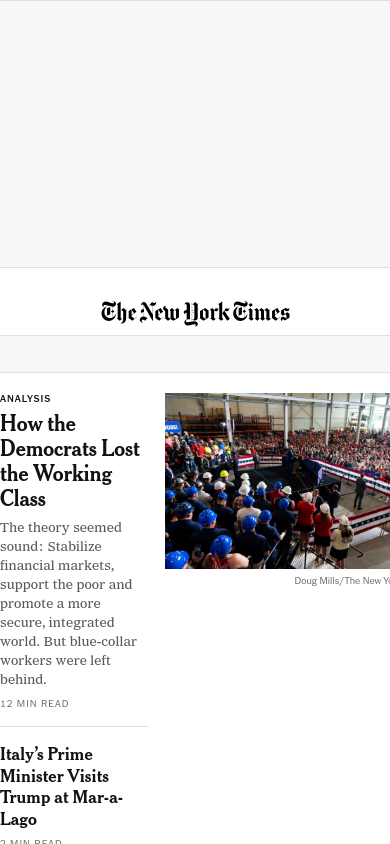 The New York Times
ANALYSIS
How the
Democrats Lost
the Working
Class
The theory seemed
sound: Stabilize
financial markets,
support the poor and
promote a more
secure, integrated
world. But blue-collar
workers were left
behind.
12 MIN READ
Doug Mills/The New Yo
Italy’s Prime
Minister Visits
Trump at Mar-a-
Lago
2 MIN READ